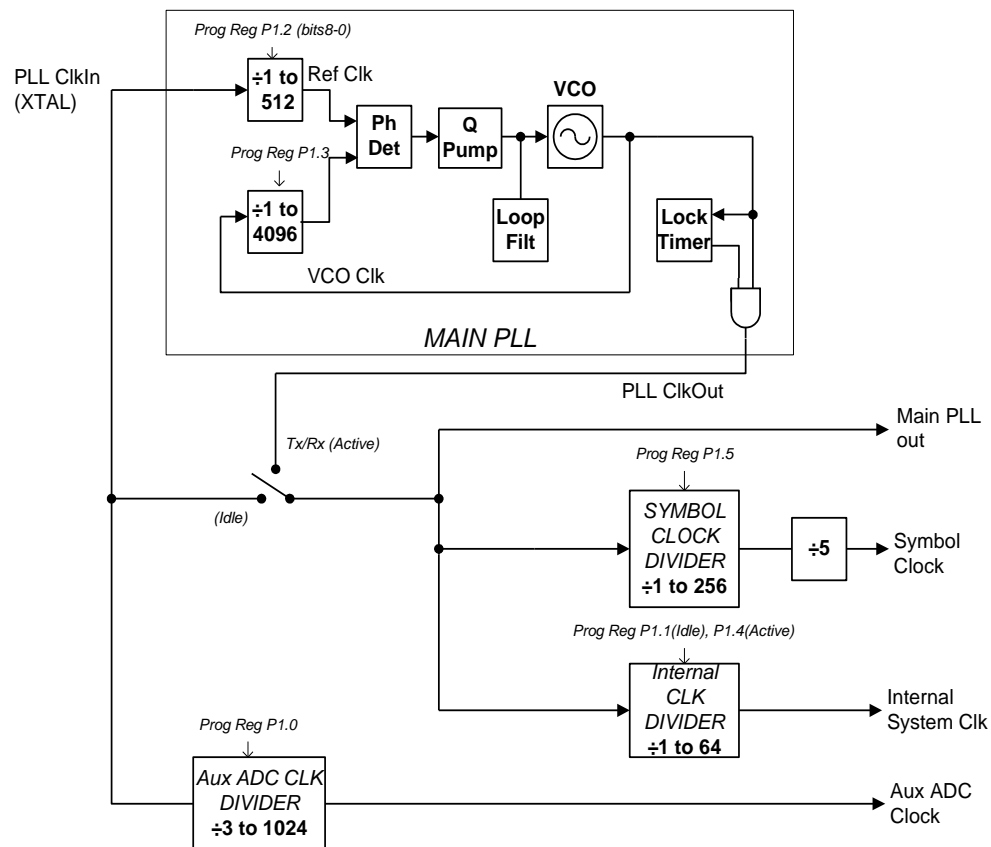 Prog Reg P1.2 (bits8-0)
PLL ClkIn
(XTAL)
÷1 to
512
Ref Clk
VCO
Ph
Det
Q
Pump
Prog Reg P1.3
÷1 to
4096
Loop
Filt
Lock
Timer
VCO Clk
MAIN PLL
PLL ClkOut
Main PLL
out
Tx/Rx (Active)
Prog Reg P1.5
(Idle)
SYMBOL
CLOCK
DIVIDER
÷1 to 256
÷5
Symbol
Clock
Prog Reg P1.1(Idle), P1.4(Active)
Internal
CLK
DIVIDER
÷1 to 64
Internal
System Clk
Prog Reg P1.0
Aux ADC CLK
DIVIDER
÷3 to 1024
Aux ADC
Clock